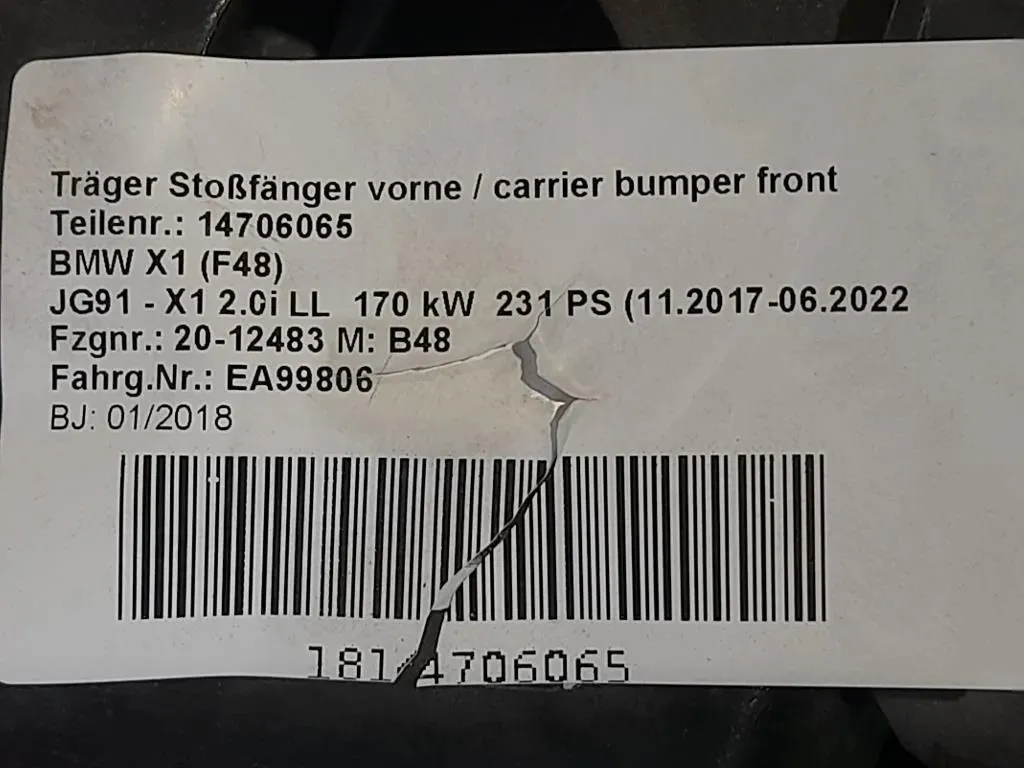 Träger Stoßfänger vorne / carrier bumper front
Teilenr.: 14706065
BMW X1 (F48)
JG91 - X1 2.0i LL 170 kW 231 PS (11.2017-06.2022
Fzgnr.: 20-12483 M: B48
Fahrg.Nr.: EA99806
BJ: 01/2018